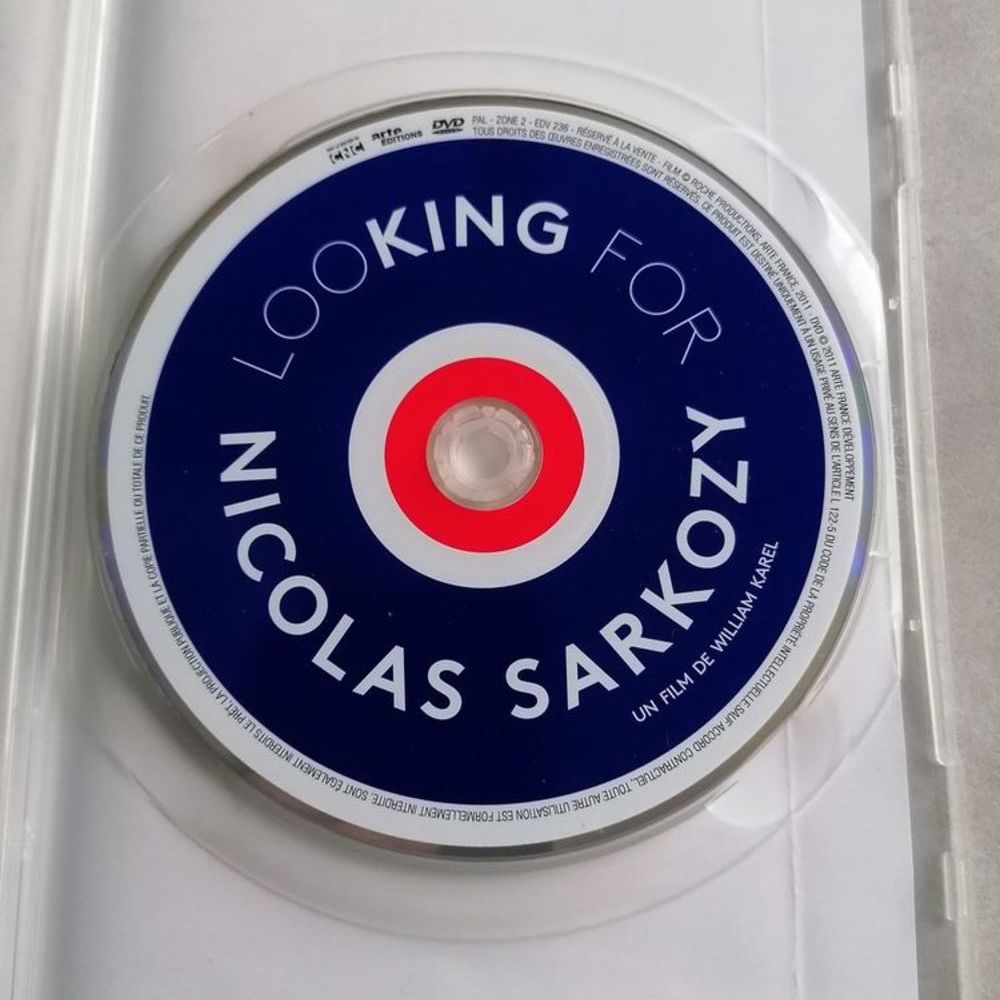 CNC
arte
EDITIONS
DVD
PAL - ZONE 2 - EDV 236 - RÉSERVÉ À LA VENTE - FILM © ROCHE PRODUCTIONS, ARTE FRANCE, 2011 - DVD © 2011 ARTE FRANCE DÉVELOPPEMENT
TOUS DROITS DES ŒUVRES ENREGISTRÉES SONT RÉSERVÉS. CE PRODUIT EST DESTINÉ UNIQUEMENT À UN USAGE PRIVÉ AU SENS DE L'ARTICLE L 122-5 DU CODE DE LA PROPRIÉTÉ INTELLECTUELLE SAUF ACCORD CONTRACTUEL. TOUTE AUTRE UTILISATION EST FORMELLEMENT INTERDITE. SONT ÉGALEMENT INTERDITS LE PRÊT, LA PROJECTION PUBLIQUE ET LA COPIE PARTIELLE OU TOTALE DE CE PRODUIT
LOOKING FOR
NICOLAS SARKOZY
UN FILM DE WILLIAM KAREL